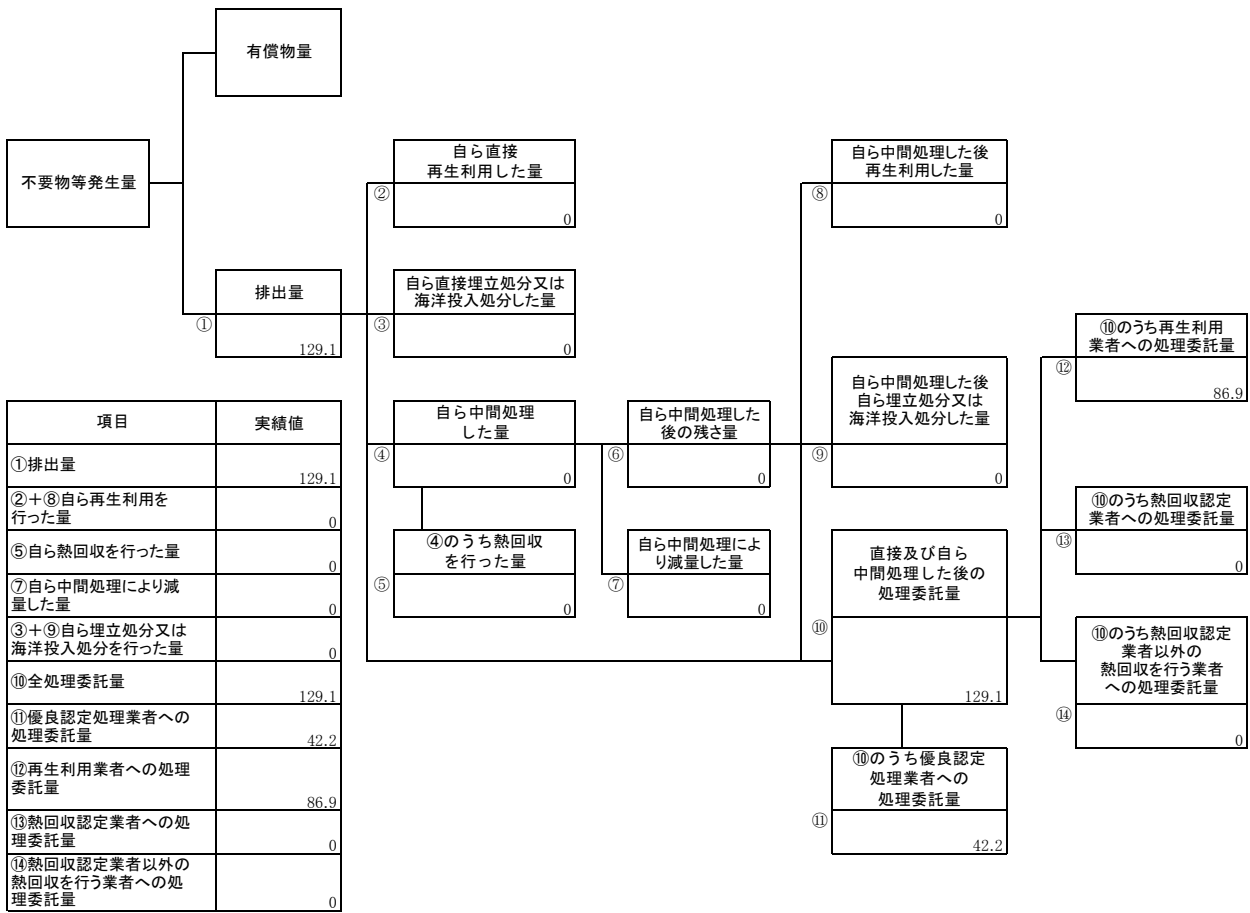 有償物量
不要物等発生量
排出量
①
129.1
自ら直接
再生利用した量
②
0
自ら直接埋立処分又は
海洋投入処分した量
③
0
自ら中間処理
した量
④
0
④のうち熱回収
を行った量
⑤
0
自ら中間処理した
後の残さ量
⑥
0
自ら中間処理によ
り減量した量
⑦
0
自ら中間処理した後
再生利用した量
⑧
0
自ら中間処理した後
自ら埋立処分又は
海洋投入処分した量
⑨
0
直接及び自ら
中間処理した後の
処理委託量
⑩
129.1
⑩のうち優良認定
処理業者への
処理委託量
⑪
42.2
⑩のうち再生利用
業者への処理委託量
⑫
86.9
⑩のうち熱回収認定
業者への処理委託量
⑬
0
⑩のうち熱回収認定
業者以外の
熱回収を行う業者
への処理委託量
⑭
0
項目 実績値
①排出量
129.1
②+⑧自ら再生利用を
行った量
0
⑤自ら熱回収を行った量
0
⑦自ら中間処理により減
量した量
0
③+⑨自ら埋立処分又は
海洋投入処分を行った量
0
⑩全処理委託量
129.1
⑪優良認定処理業者への
処理委託量
42.2
⑫再生利用業者への処理
委託量
86.9
⑬熱回収認定業者への処
理委託量
0
⑭熱回収認定業者以外の
熱回収を行う業者への処
理委託量
0